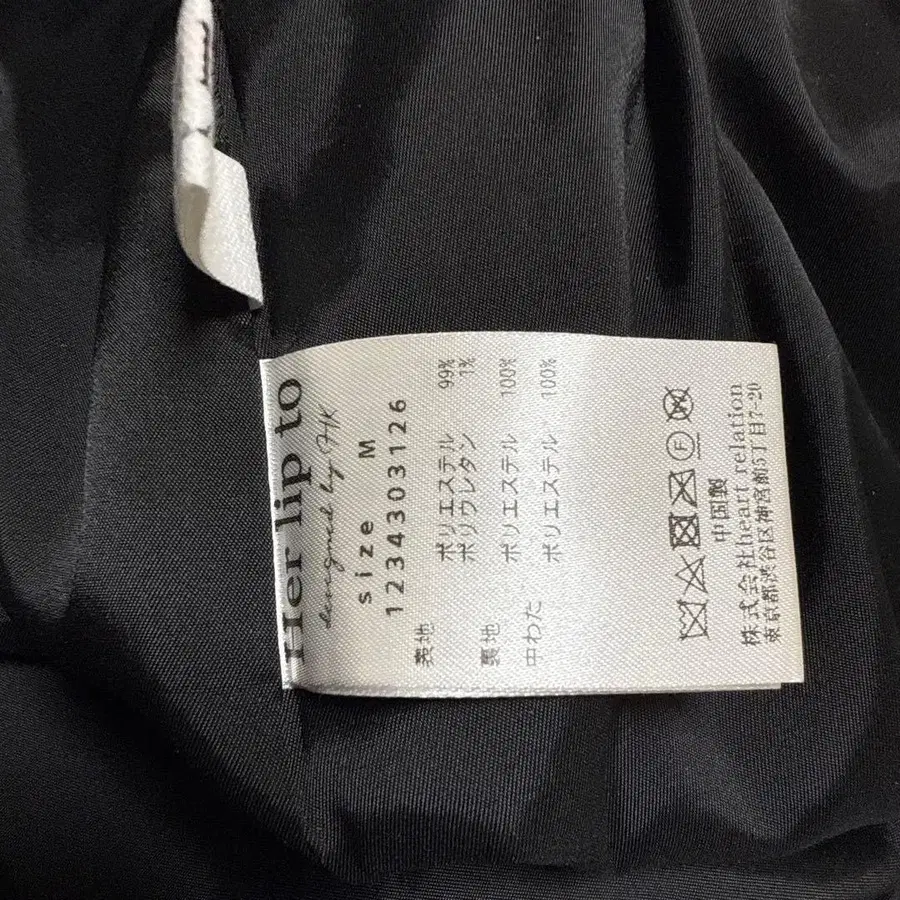 Her lip to
designed by HK
size M
1234303126
表地 ポリエステル 99%
ポリウレタン 1%
裏地 ポリエステル 100%
中わた ポリエステル 100%
F W
中国製
株式会社heart relation
東京都渋谷区神宮前5丁目7-20